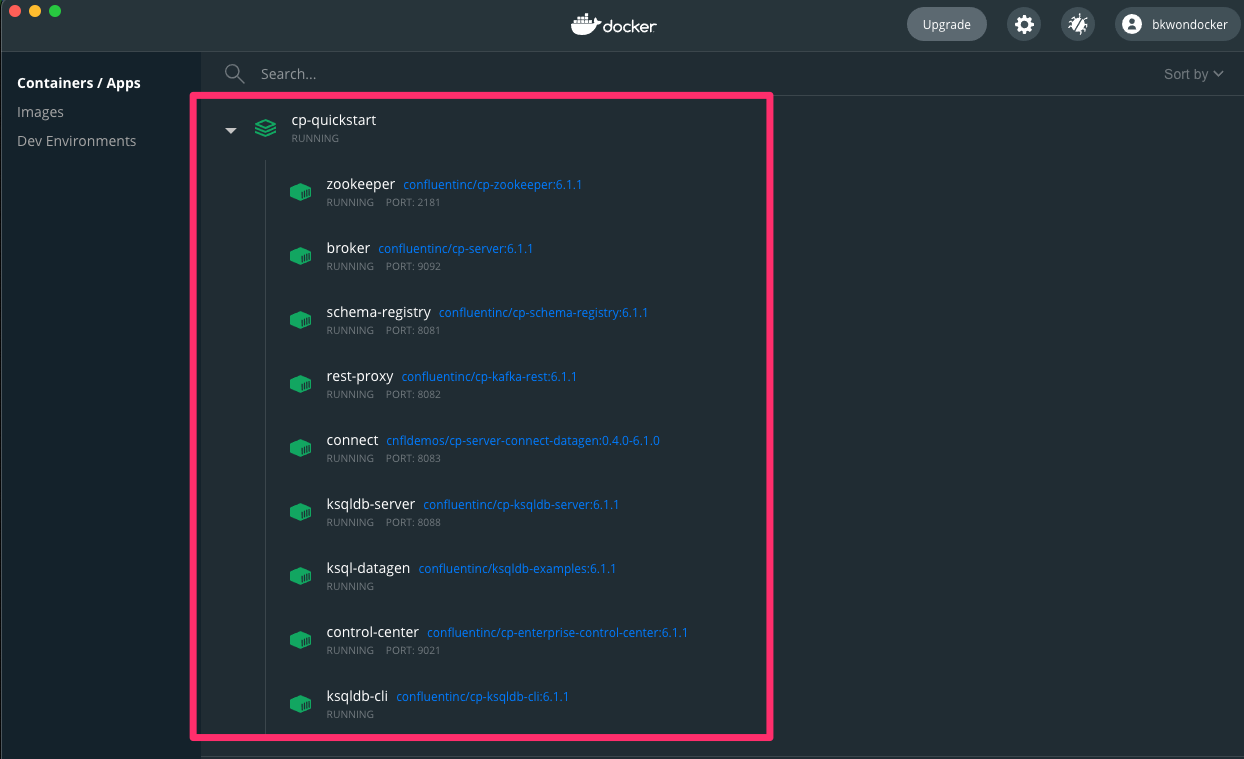 docker
Upgrade
bkwondocker
Containers / Apps
Images
Dev Environments
Search...
Sort by
cp-quickstart
RUNNING
zookeeper confluentinc/cp-zookeeper:6.1.1
RUNNING PORT: 2181
broker confluentinc/cp-server:6.1.1
RUNNING PORT: 9092
schema-registry confluentinc/cp-schema-registry:6.1.1
RUNNING PORT: 8081
rest-proxy confluentinc/cp-kafka-rest:6.1.1
RUNNING PORT: 8082
connect cnfldemos/cp-server-connect-datagen:0.4.0-6.1.0
RUNNING PORT: 8083
ksqldb-server confluentinc/cp-ksqldb-server:6.1.1
RUNNING PORT: 8088
ksql-datagen confluentinc/ksqldb-examples:6.1.1
RUNNING
control-center confluentinc/cp-enterprise-control-center:6.1.1
RUNNING PORT: 9021
ksqldb-cli confluentinc/cp-ksqldb-cli:6.1.1
RUNNING